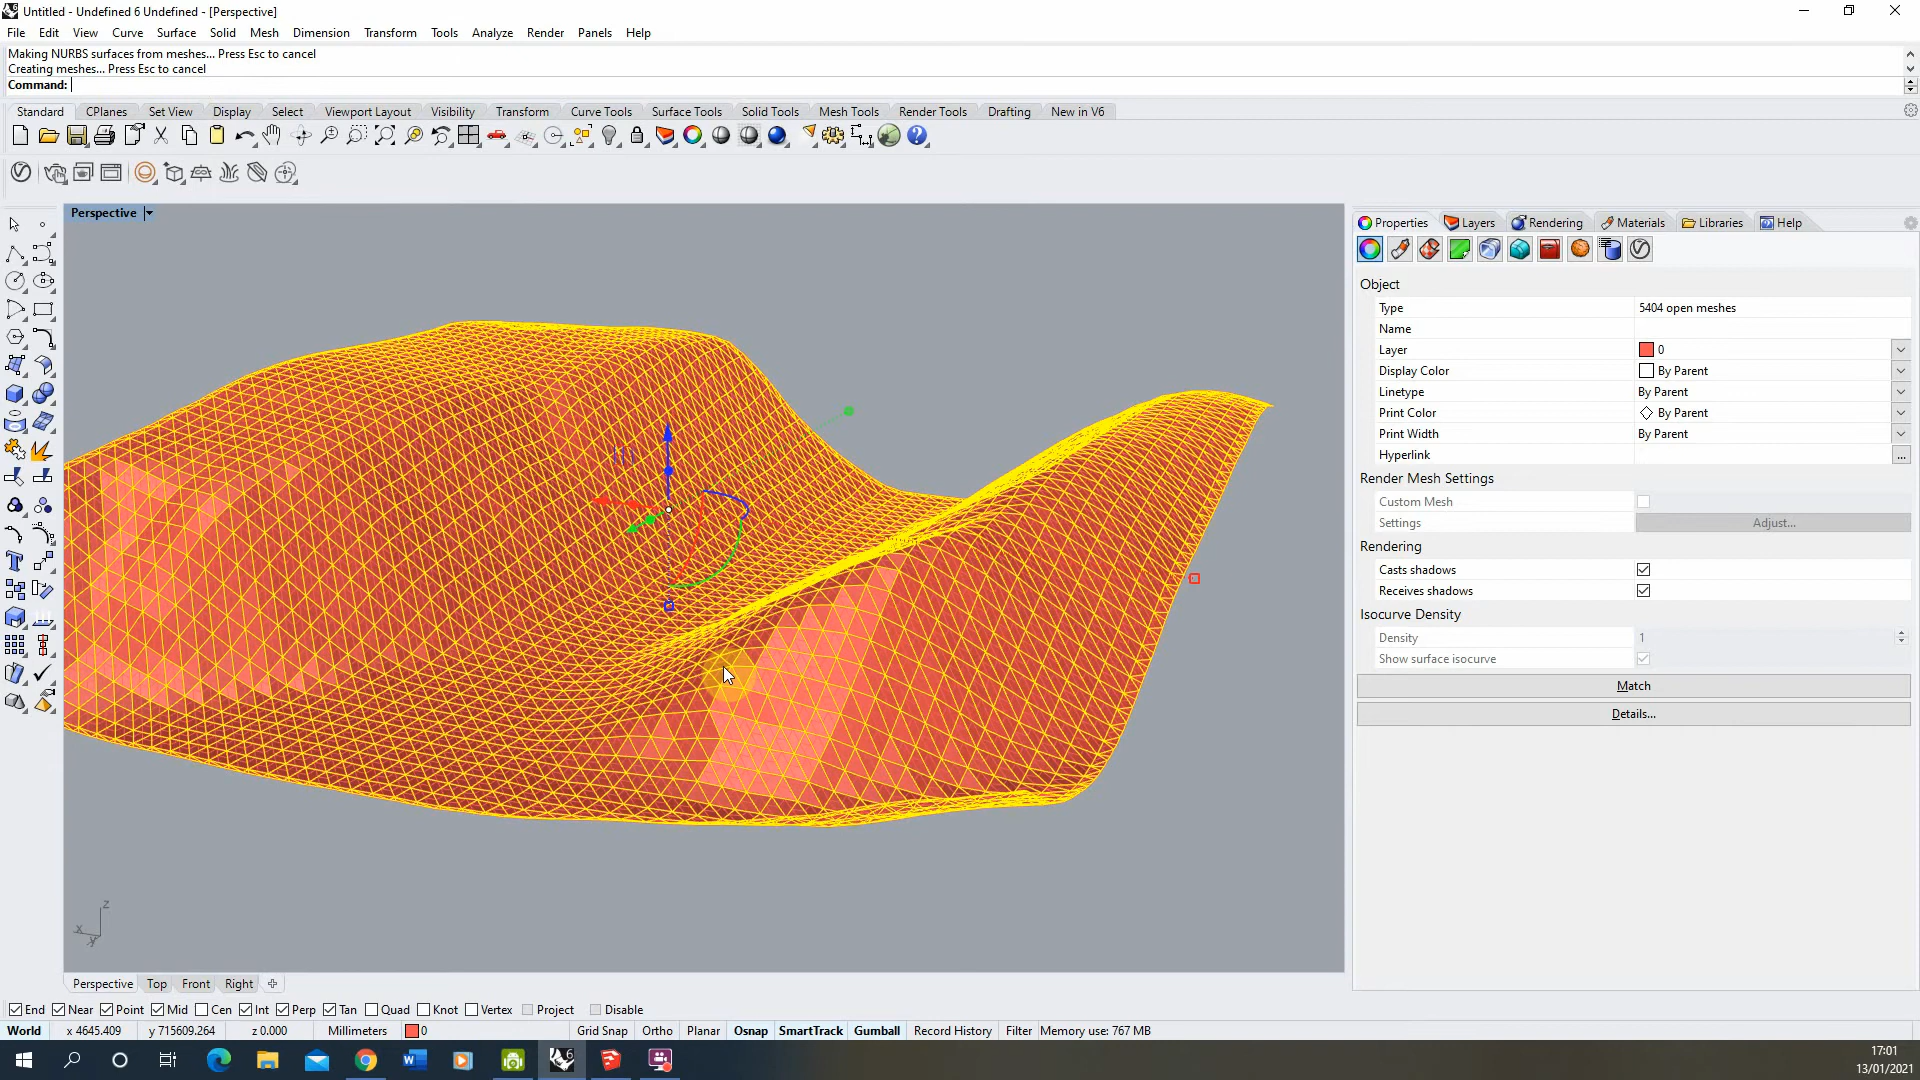 Untitled - Undefined 6 Undefined - [Perspective]
File Edit View Curve Surface Solid Mesh Dimension Transform Tools Analyze Render Panels Help
Making NURBS surfaces from meshes... Press Esc to cancel
Creating meshes... Press Esc to cancel
Command:
Standard CPlanes Set View Display Select Viewport Layout Visibility Transform Curve Tools Surface Tools Solid Tools Mesh Tools Render Tools Drafting New in V6
Perspective
Properties Layers Rendering Materials Libraries Help
Object
Type 5404 open meshes
Name
Layer 0
Display Color By Parent
Linetype By Parent
Print Color By Parent
Print Width By Parent
Hyperlink ...
Render Mesh Settings
Custom Mesh
Settings Adjust...
Rendering
Casts shadows
Receives shadows
Isocurve Density
Density 1
Show surface isocurve
Match
Details...
z
x
y
Perspective Top Front Right
End Near Point Mid Cen Int Perp Tan Quad Knot Vertex Project Disable
World x 4645.409 y 715609.264 z 0.000 Millimeters 0 Grid Snap Ortho Planar Osnap SmartTrack Gumball Record History Filter Memory use: 767 MB
17:01
13/01/2021